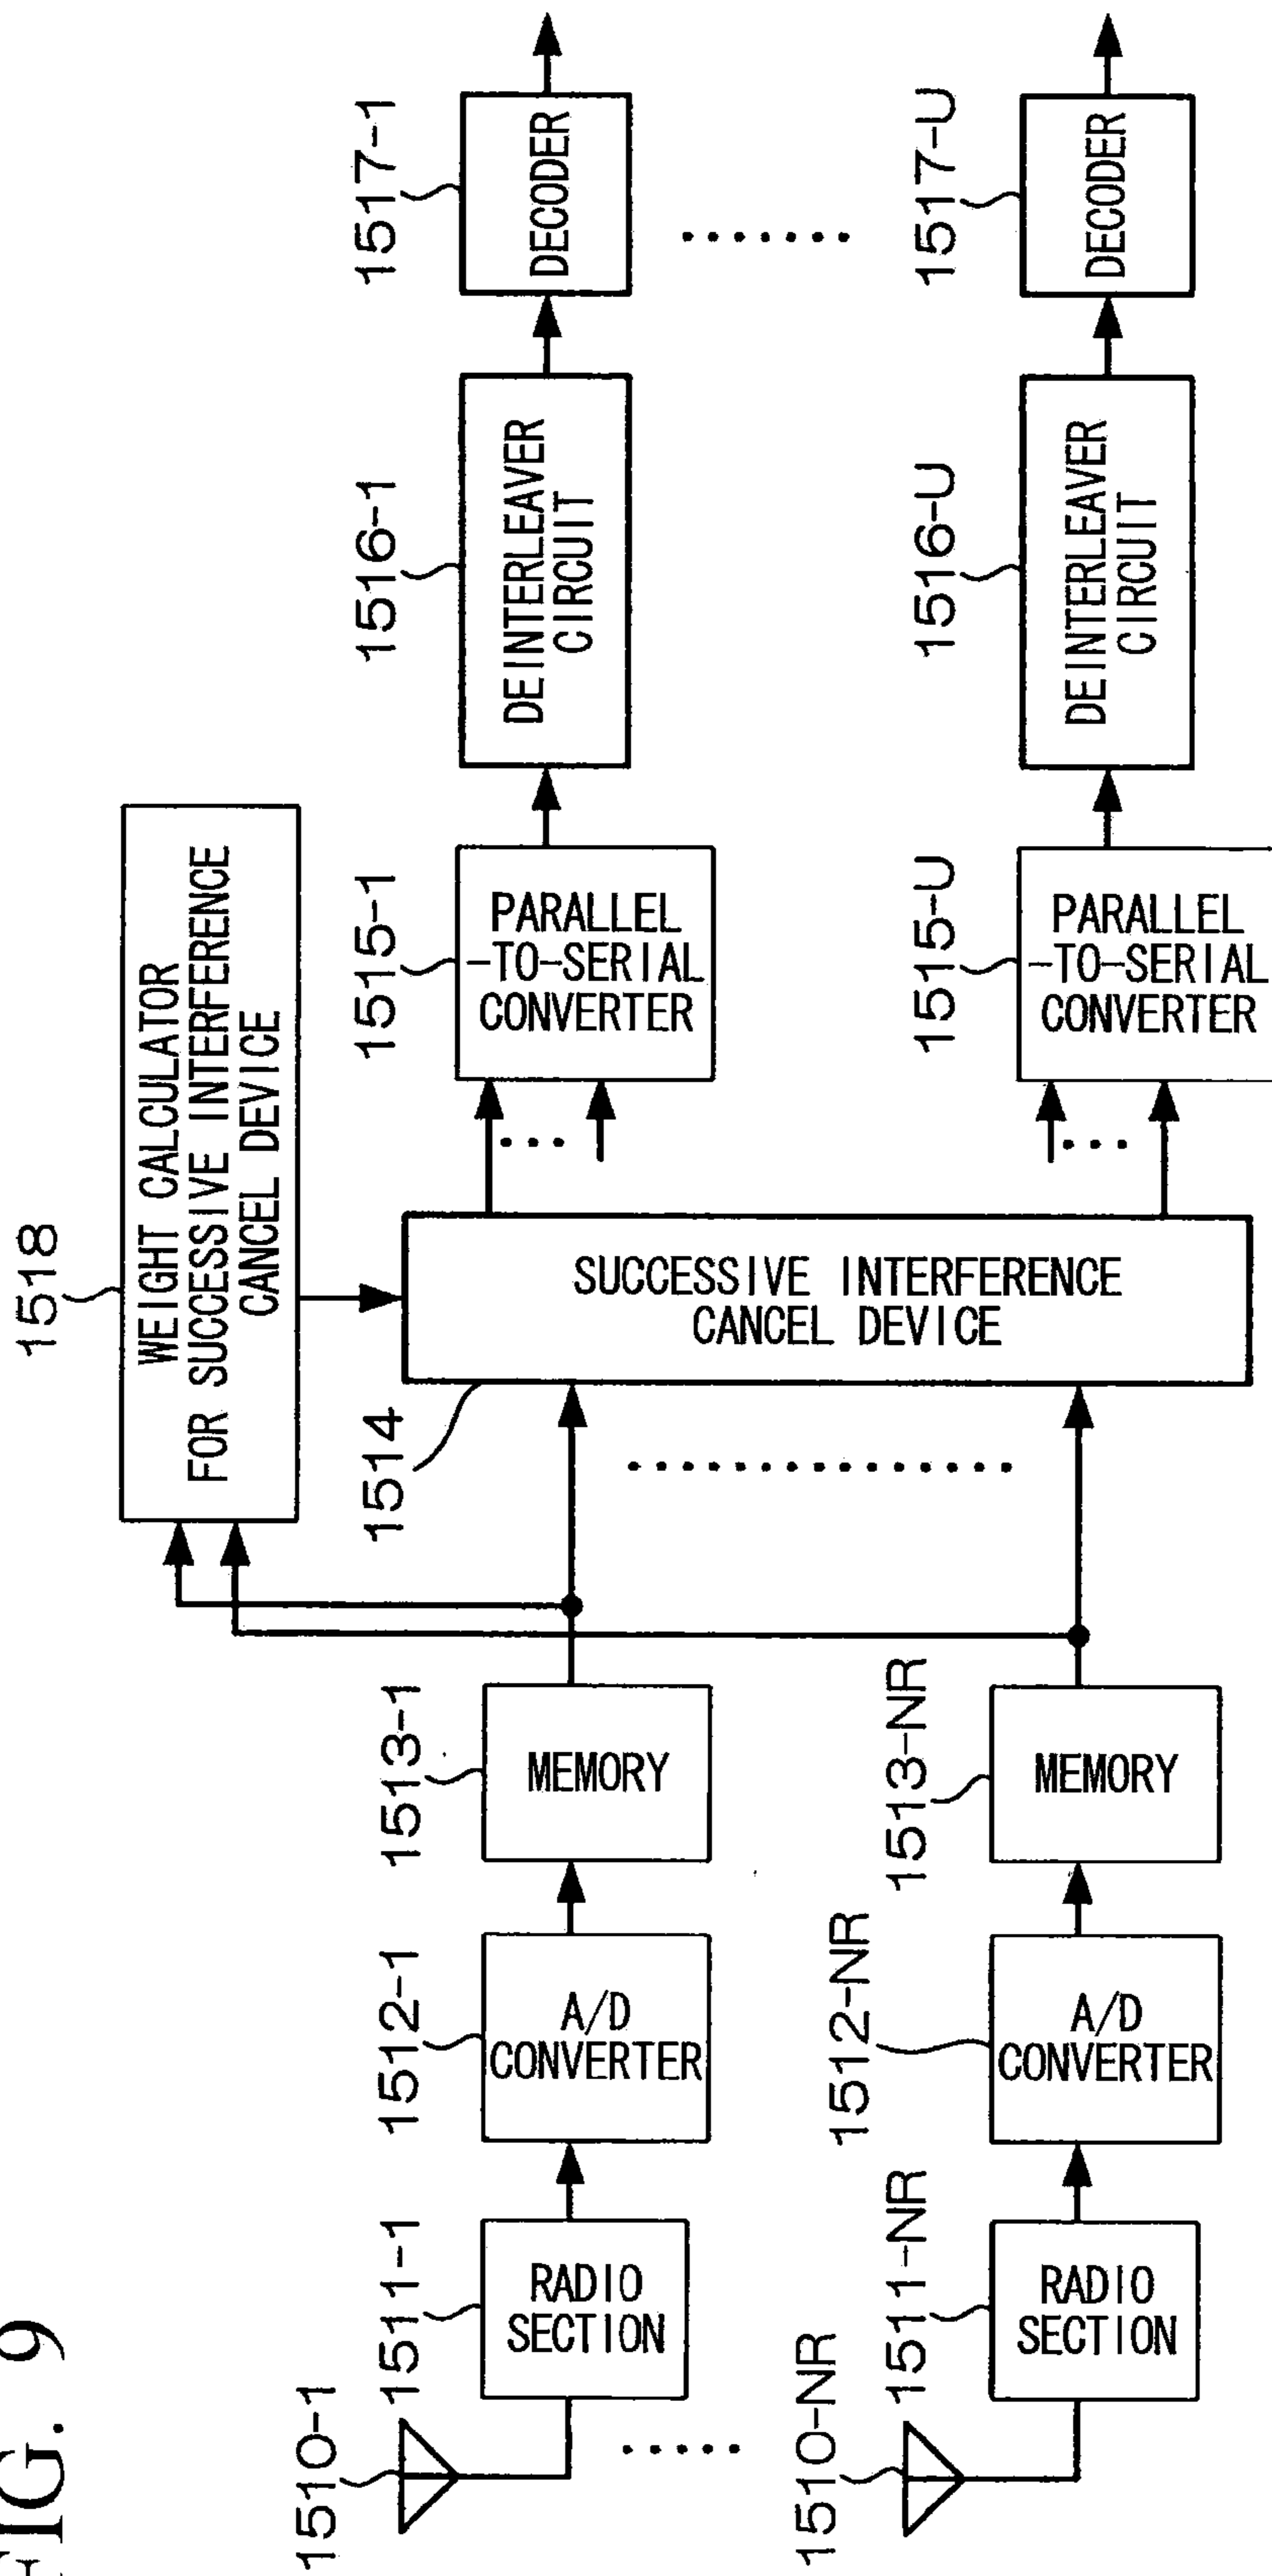 FIG. 9
1518
WEIGHT CALCULATOR
FOR SUCCESSIVE INTERFERENCE
CANCEL DEVICE
1510-1
1511-1
RADIO
SECTION
1512-1
A/D
CONVERTER
1513-1
MEMORY
1514
SUCCESSIVE INTERFERENCE
CANCEL DEVICE
1515-1
PARALLEL
-TO-SERIAL
CONVERTER
1516-1
DEINTERLEAVER
CIRCUIT
1517-1
DECODER
1510-NR
1511-NR
RADIO
SECTION
1512-NR
A/D
CONVERTER
1513-NR
MEMORY
1515-U
PARALLEL
-TO-SERIAL
CONVERTER
1516-U
DEINTERLEAVER
CIRCUIT
1517-U
DECODER